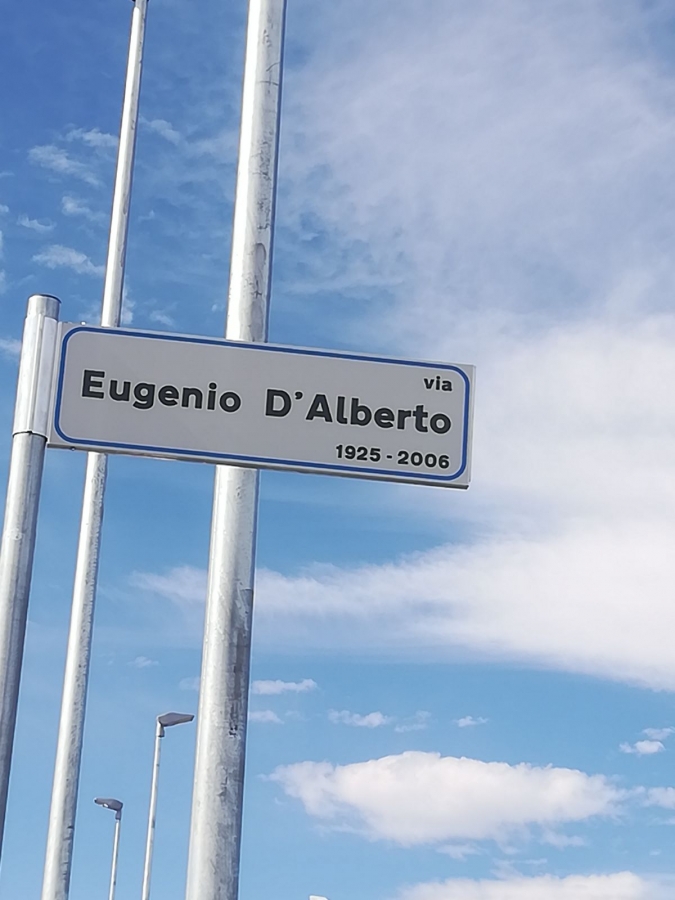 via
Eugenio D'Alberto
1925 - 2006